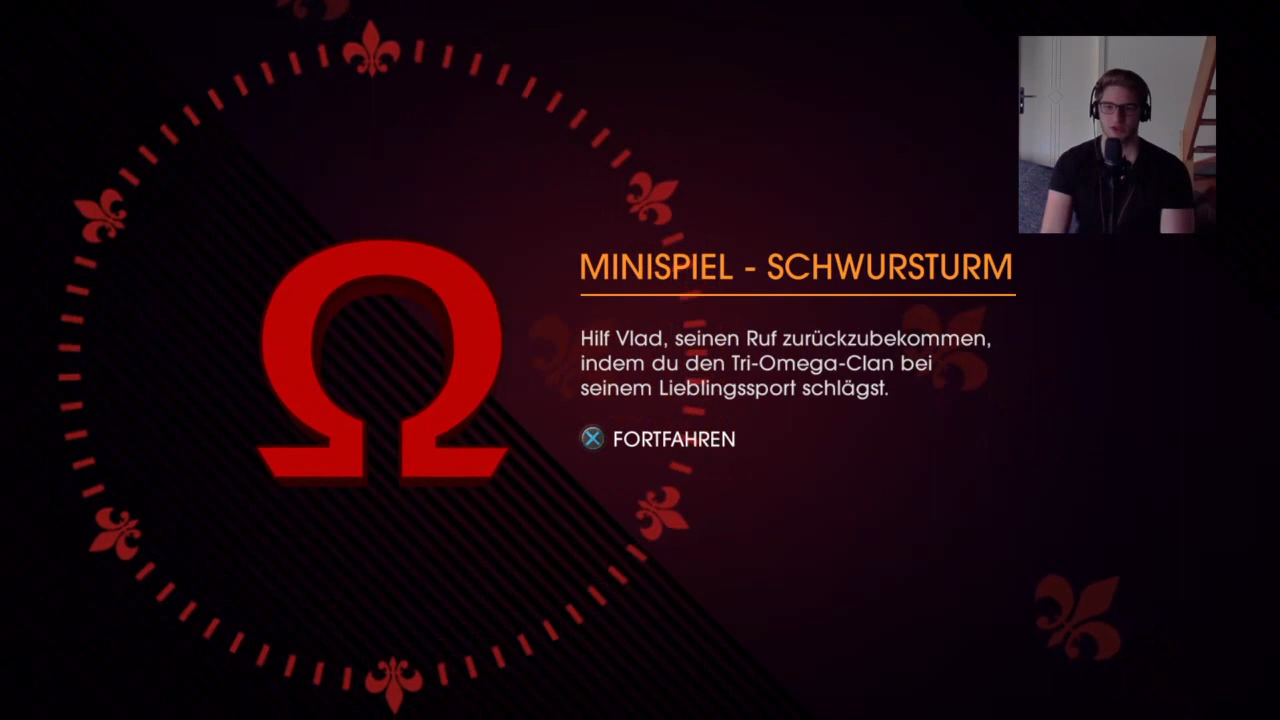 MINISPIEL - SCHWURSTURM
Hilf Vlad, seinen Ruf zurückzubekommen,
indem du den Tri-Omega-Clan bei
seinem Lieblingssport schlägst.
FORTFAHREN